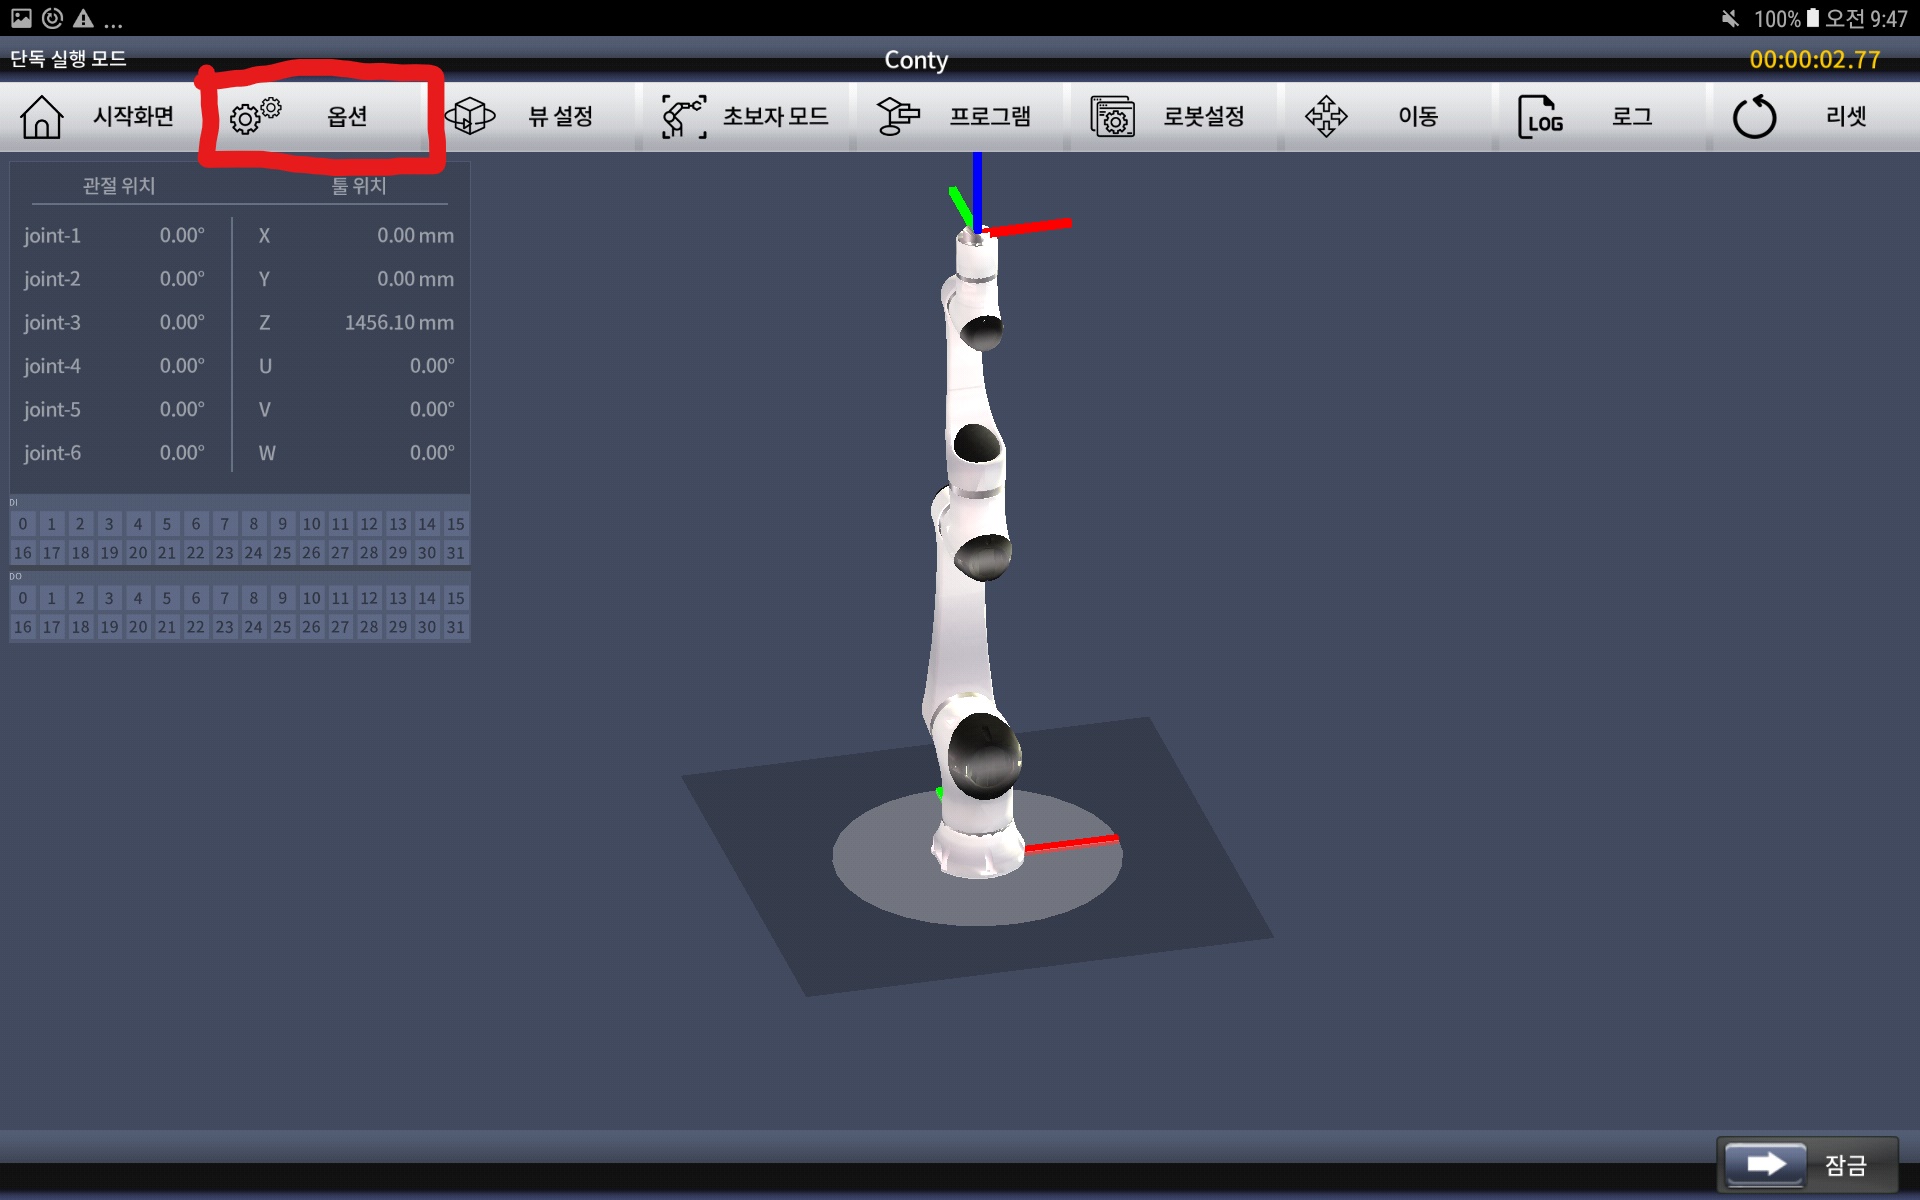 100% 오전 9:47
단독 실행 모드 Conty 00:00:02.77
시작화면 옵션 뷰 설정 초보자 모드 프로그램 로봇설정 이동 LOG 로그 리셋
관절 위치 툴 위치
joint-1 0.00° X 0.00 mm
joint-2 0.00° Y 0.00 mm
joint-3 0.00° Z 1456.10 mm
joint-4 0.00° U 0.00°
joint-5 0.00° V 0.00°
joint-6 0.00° W 0.00°
DI
0 1 2 3 4 5 6 7 8 9 10 11 12 13 14 15
16 17 18 19 20 21 22 23 24 25 26 27 28 29 30 31
DO
0 1 2 3 4 5 6 7 8 9 10 11 12 13 14 15
16 17 18 19 20 21 22 23 24 25 26 27 28 29 30 31
잠금